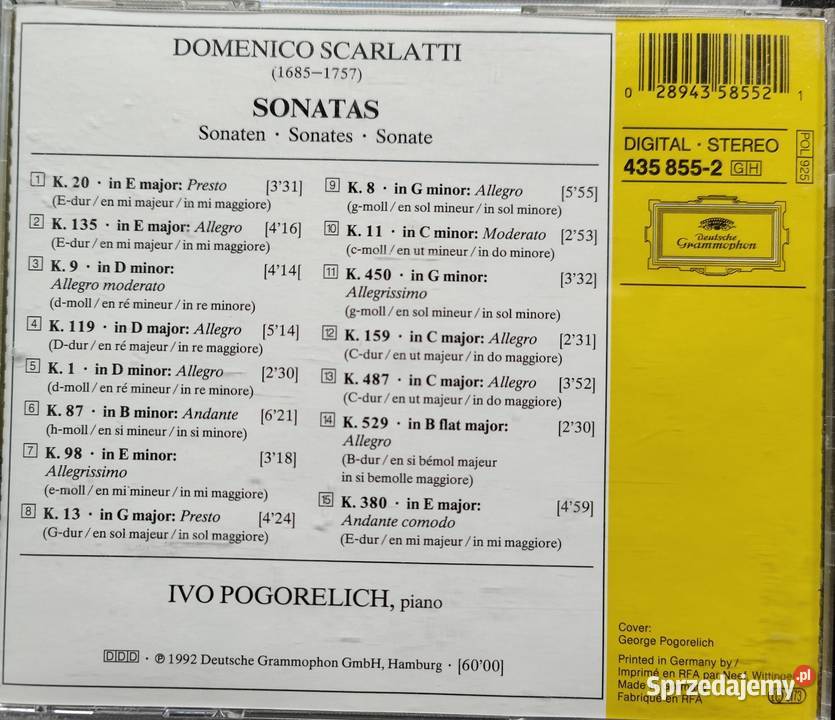 DOMENICO SCARLATTI
(1685–1757)
SONATAS
Sonaten · Sonates · Sonate
1 K. 20 · in E major: Presto [3'31]
(E-dur / en mi majeur / in mi maggiore)
2 K. 135 · in E major: Allegro [4'16]
(E-dur / en mi majeur / in mi maggiore)
3 K. 9 · in D minor: [4'14[
Allegro moderato
(d-moll / en ré mineur / in re minore)
4 K. 119 · in D major: Allegro [5'14]
(D-dur / en ré majeur / in re maggiore)
5 K. 1 · in D minor: Allegro [2'30]
(d-moll / en ré mineur / in re minore)
6 K. 87 · in B minor: Andante [6'21]
(h-moll / en si mineur / in si minore)
7 K. 98 · in E minor: [3'18]
Allegrissimo
(e-moll / en mi mineur / in mi maggiore)
8 K. 13 · in G major: Presto [4'24]
(G-dur / en sol majeur / in sol maggiore)
9 K. 8 · in G minor: Allegro [5'55]
(g-moll / en sol mineur / in sol minore)
10 K. 11 · in C minor: Moderato [2'53]
(c-moll / en ut mineur / in do minore)
11 K. 450 · in G minor: [3'32]
Allegrissimo
(g-moll / en sol mineur / in sol minore)
12 K. 159 · in C major: Allegro [2'31]
(C-dur / en ut majeur / in do maggiore)
13 K. 487 · in C major: Allegro [3'52]
(C-dur / en ut majeur / in do maggiore)
14 K. 529 · in B flat major: [2'30]
Allegro
(B-dur / en si bémol majeur
in si bemolle maggiore)
15 K. 380 · in E major: [4'59]
Andante comodo
(E-dur / en mi majeur / in mi maggiore)
IVO POGORELICH, piano
DDD · ℗ 1992 Deutsche Grammophon GmbH, Hamburg · [60'00]
0 28943 58552 1
DIGITAL · STEREO
435 855-2 GH
POL 925
Deutsche
Grammophon
Cover:
George Pogorelich
Printed in Germany by /
Imprimé en RFA par Neef, Wittingen
Made
Fabriqué en RFA
Sprzedajemy.pl